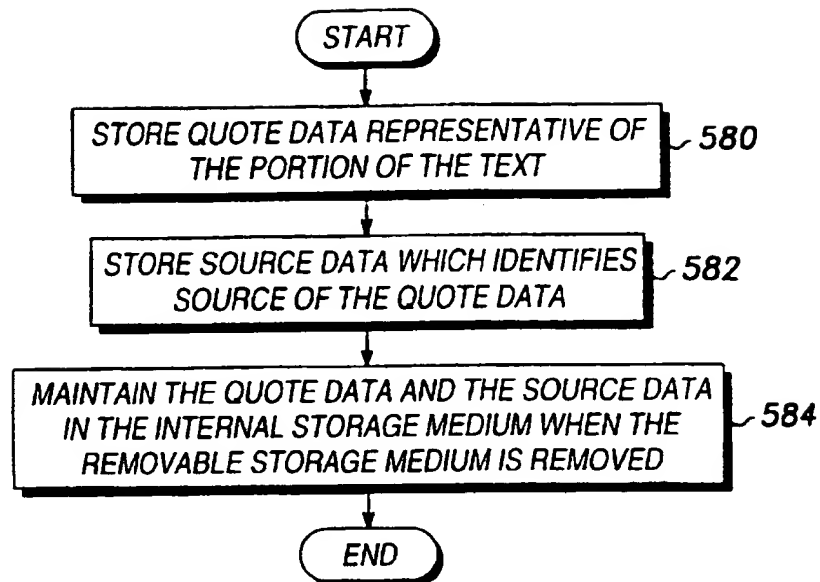 START
STORE QUOTE DATA REPRESENTATIVE OF
THE PORTION OF THE TEXT
580
STORE SOURCE DATA WHICH IDENTIFIES
SOURCE OF THE QUOTE DATA
582
MAINTAIN THE QUOTE DATA AND THE SOURCE DATA
IN THE INTERNAL STORAGE MEDIUM WHEN THE
REMOVABLE STORAGE MEDIUM IS REMOVED
584
END